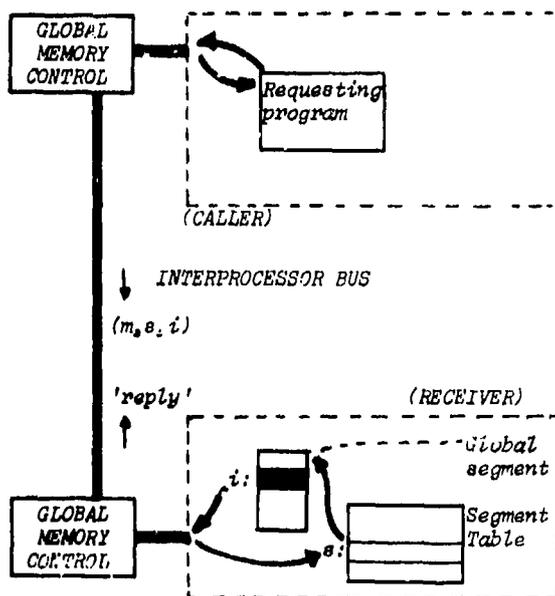 GLOBAL
MEMORY
CONTROL
Requesting
program
(CALLER)
INTERPROCESSOR BUS
(m,s,i)
'reply'
(RECEIVER)
Global
segment
i:
Segment
Table
s:
GLOBAL
MEMORY
CONTROL